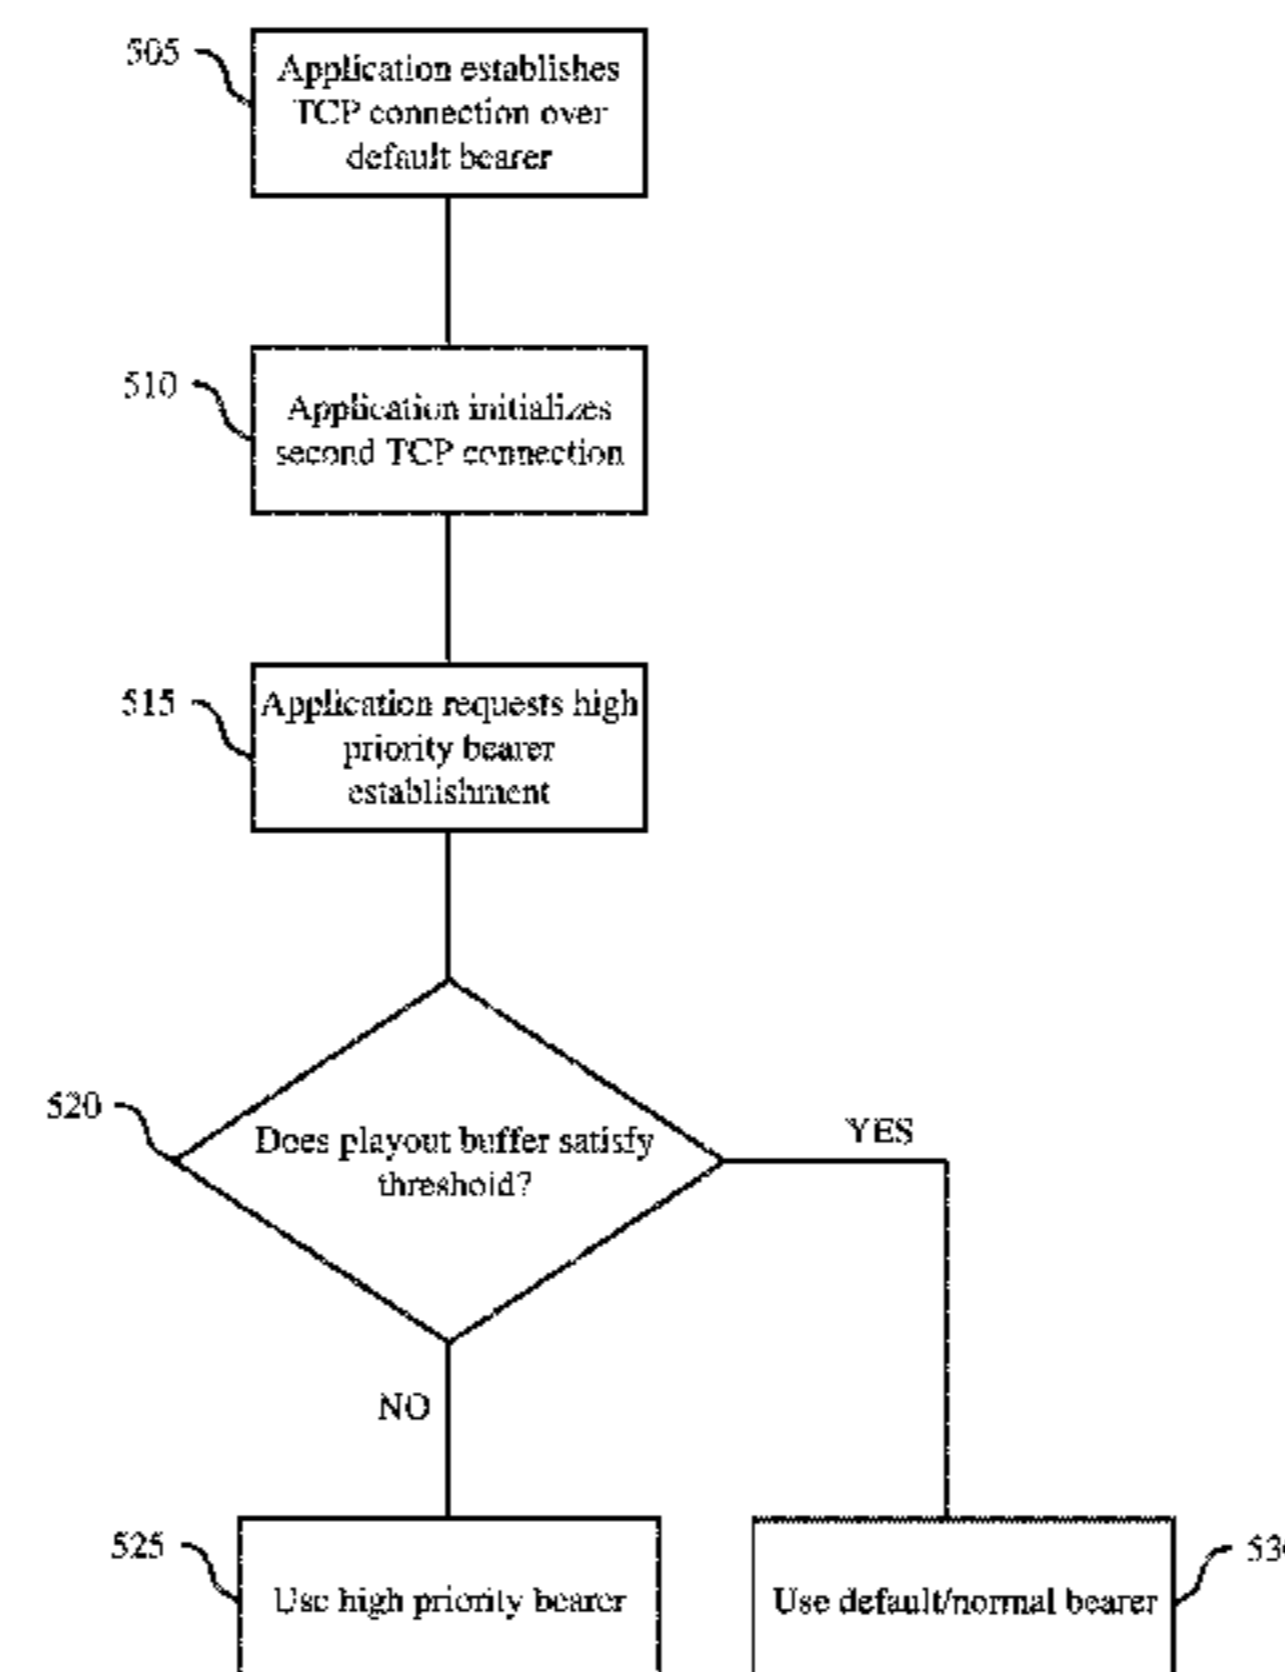 505
Application establishes
TCP connection over
default bearer
510
Application initializes
second TCP connection
515
Application requests high
priority bearer
establishment
520
Does playout buffer satisfy
threshold?
YES
NO
525
Use high priority bearer
Use default/normal bearer